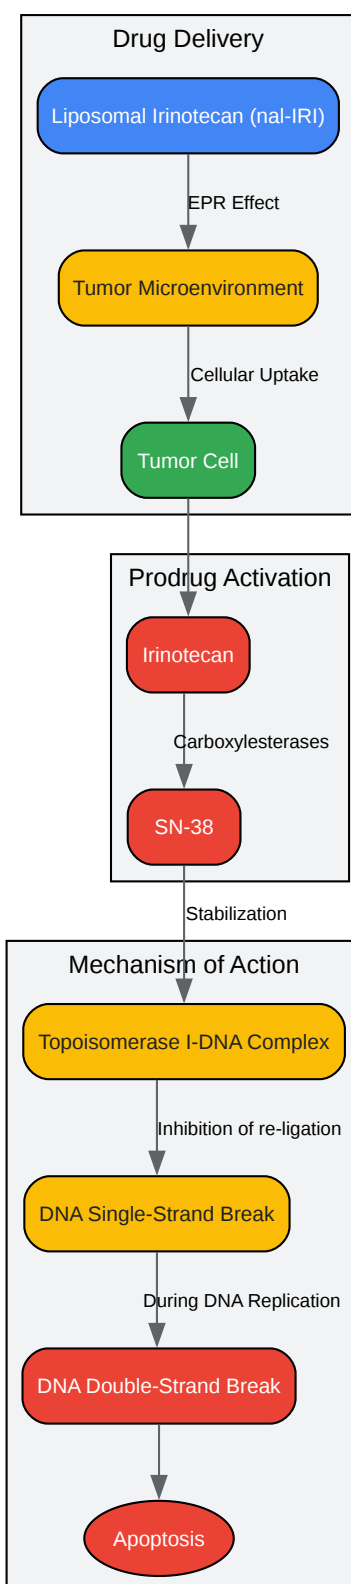 Drug Delivery
Liposomal Irinotecan (nal-IRI)
EPR Effect
Tumor Microenvironment
Cellular Uptake
Tumor Cell
Prodrug Activation
Irinotecan
Carboxylesterases
SN-38
Stabilization
Mechanism of Action
Topoisomerase I-DNA Complex
Inhibition of re-ligation
DNA Single-Strand Break
During DNA Replication
DNA Double-Strand Break
Apoptosis